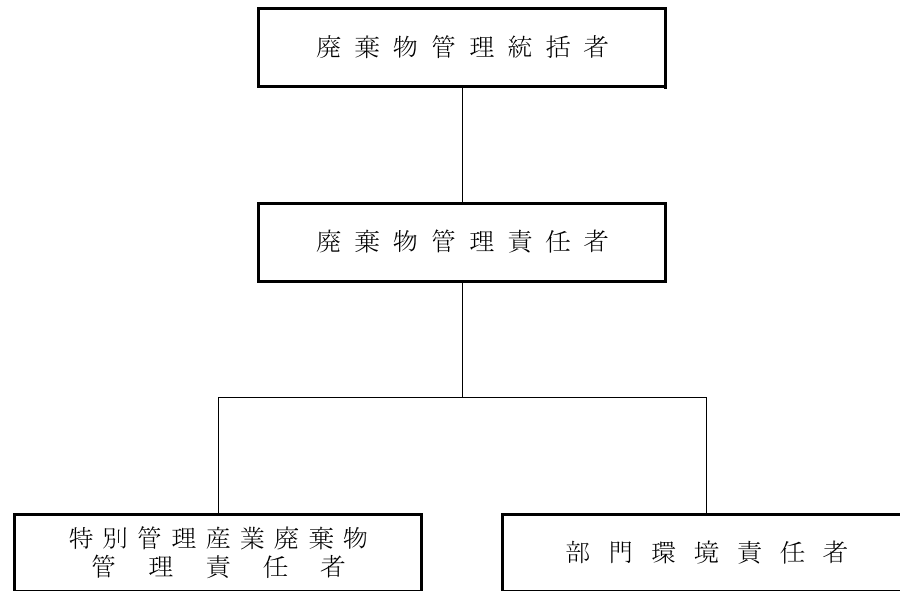 廃棄物管理統括者
廃棄物管理責任者
特別管理産業廃棄物
管理責任者
部門環境責任者